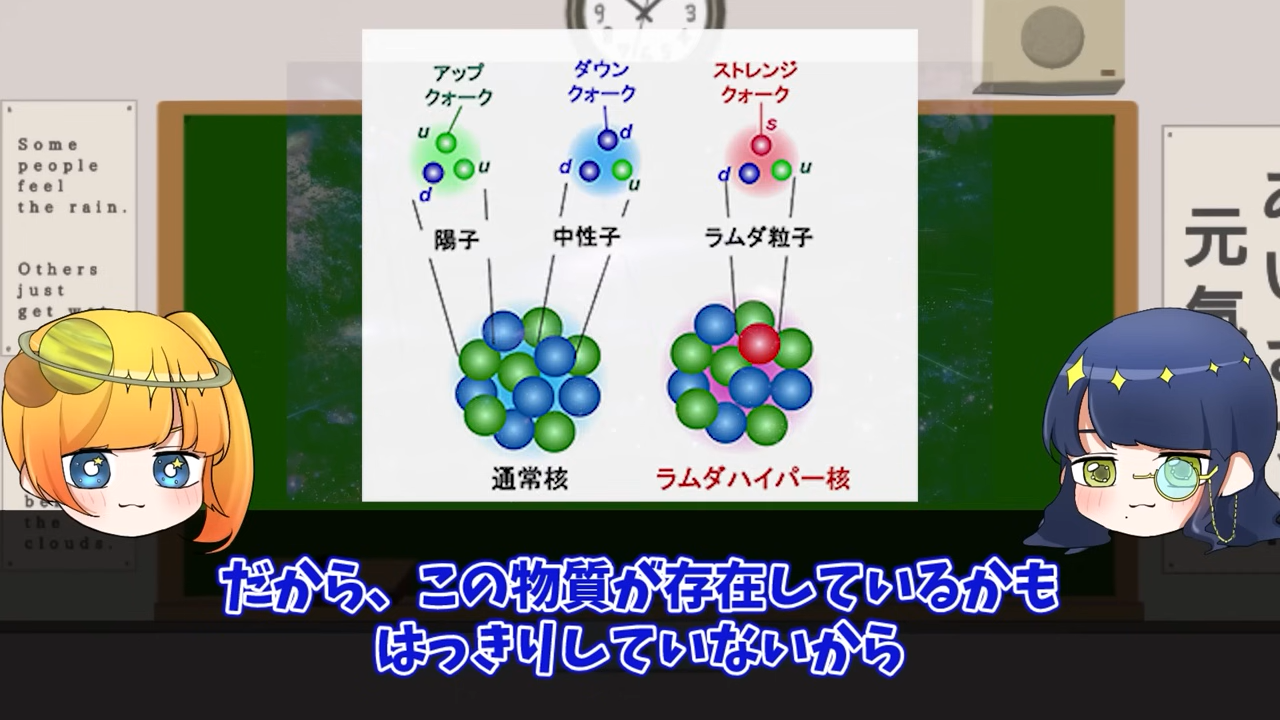 9
3
Some
people
feel
the rain.
Others
just
get
the
clouds.
元
気
アップ
クォーク
u
u
d
ダウン
クォーク
d
d
u
ストレンジ
クォーク
s
d
u
陽子
中性子
ラムダ粒子
通常核
ラムダハイパー核
だから、この物質が存在しているかも
はっきりしていないから